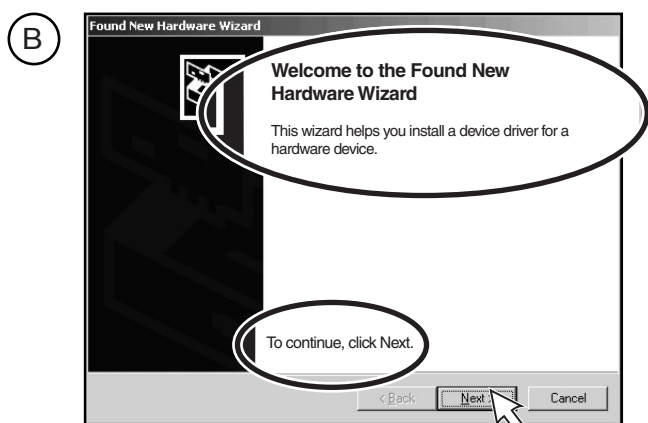 B
Found New Hardware Wizard
Welcome to the Found New
Hardware Wizard
This wizard helps you install a device driver for a
hardware device.
To continue, click Next.
< Back
Next >
Cancel